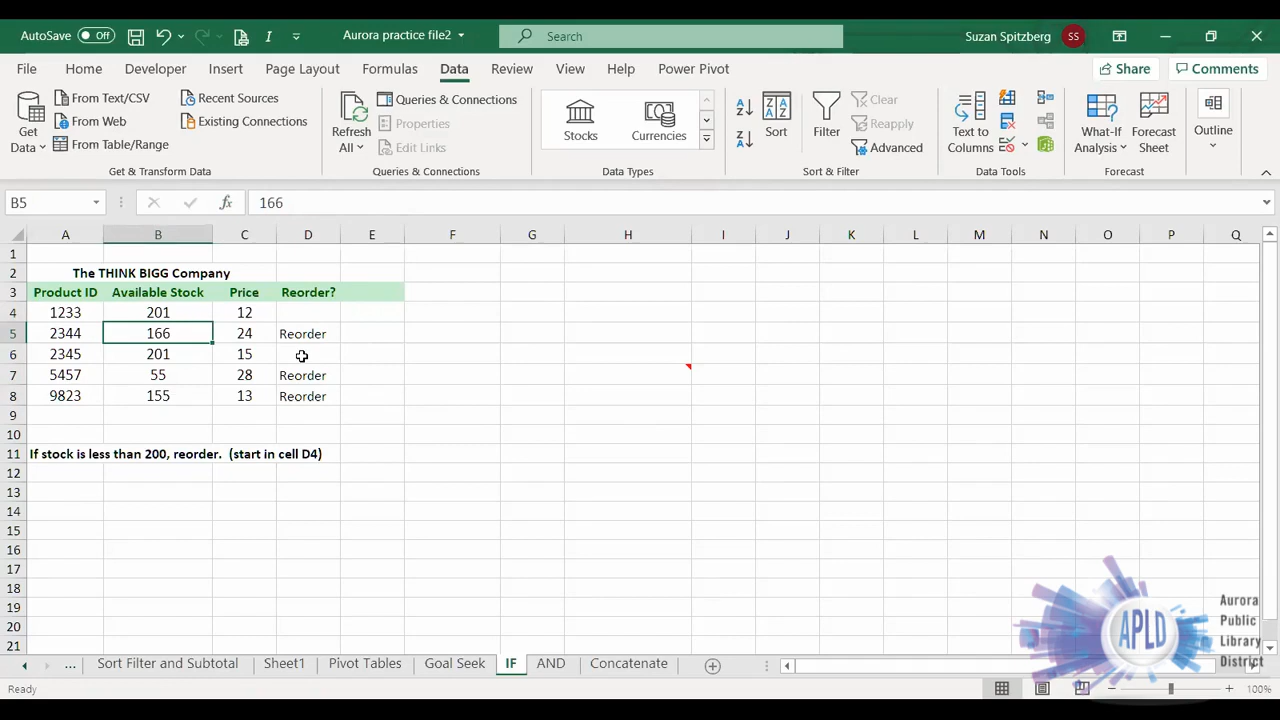 AutoSave Off Aurora practice file2 Search Suzan Spitzberg SS
File Home Developer Insert Page Layout Formulas Data Review View Help Power Pivot Share Comments
Get Data
From Text/CSV
From Web
From Table/Range
Recent Sources
Existing Connections
Get & Transform Data
Refresh All
Queries & Connections
Properties
Edit Links
Queries & Connections
Stocks Currencies
Data Types
Sort
Filter
Clear
Reapply
Advanced
Sort & Filter
Text to Columns
Data Tools
What-If Analysis
Forecast Sheet
Forecast
Outline
B5 fx 166
A B C D E F G H I J K L M N O P Q
1
2 The THINK BIGG Company
3 Product ID Available Stock Price Reorder?
4 1233 201 12
5 2344 166 24 Reorder
6 2345 201 15
7 5457 55 28 Reorder
8 9823 155 13 Reorder
9
10
11 If stock is less than 200, reorder. (start in cell D4)
12
13
14
15
16
17
18
19
20
21
APLD
Aurora
Public
Library
District
... Sort Filter and Subtotal Sheet1 Pivot Tables Goal Seek IF AND Concatenate
Ready 100%